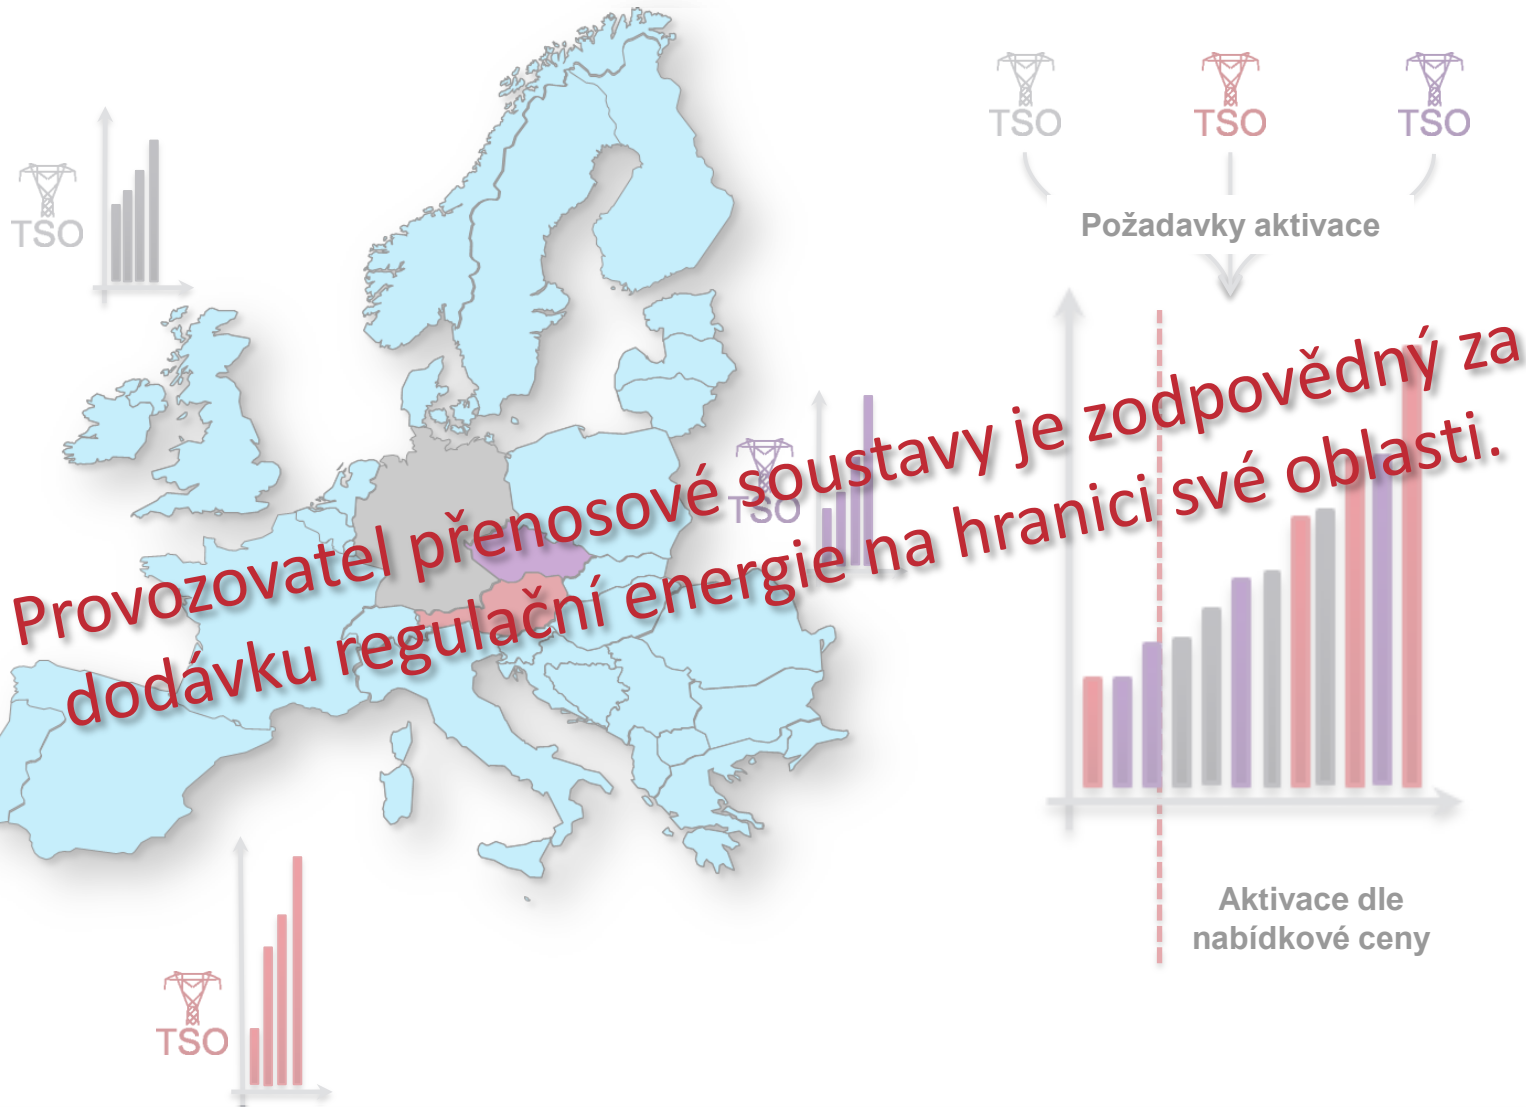 TSO
TSO
TSO
TSO
Požadavky aktivace
Provozovatel přenosové soustavy je zodpovědný za
dodávku regulační energie na hranici své oblasti.
TSO
Aktivace dle
nabídkové ceny
TSO